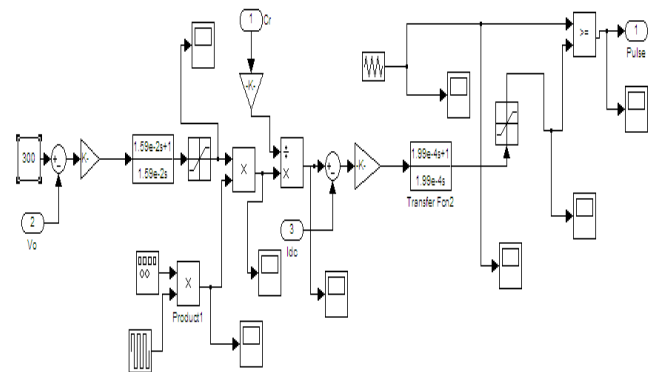 1
Cr
-K-
300
+
-
K-
1.59e-2s+1
1.59e-2s
2
Vo
X
÷
X
+
-
-K-
1.99e-4s+1
1.99e-4s
Transfer Fcn2
3
Idc
X
Product1
>=
1
Pulse